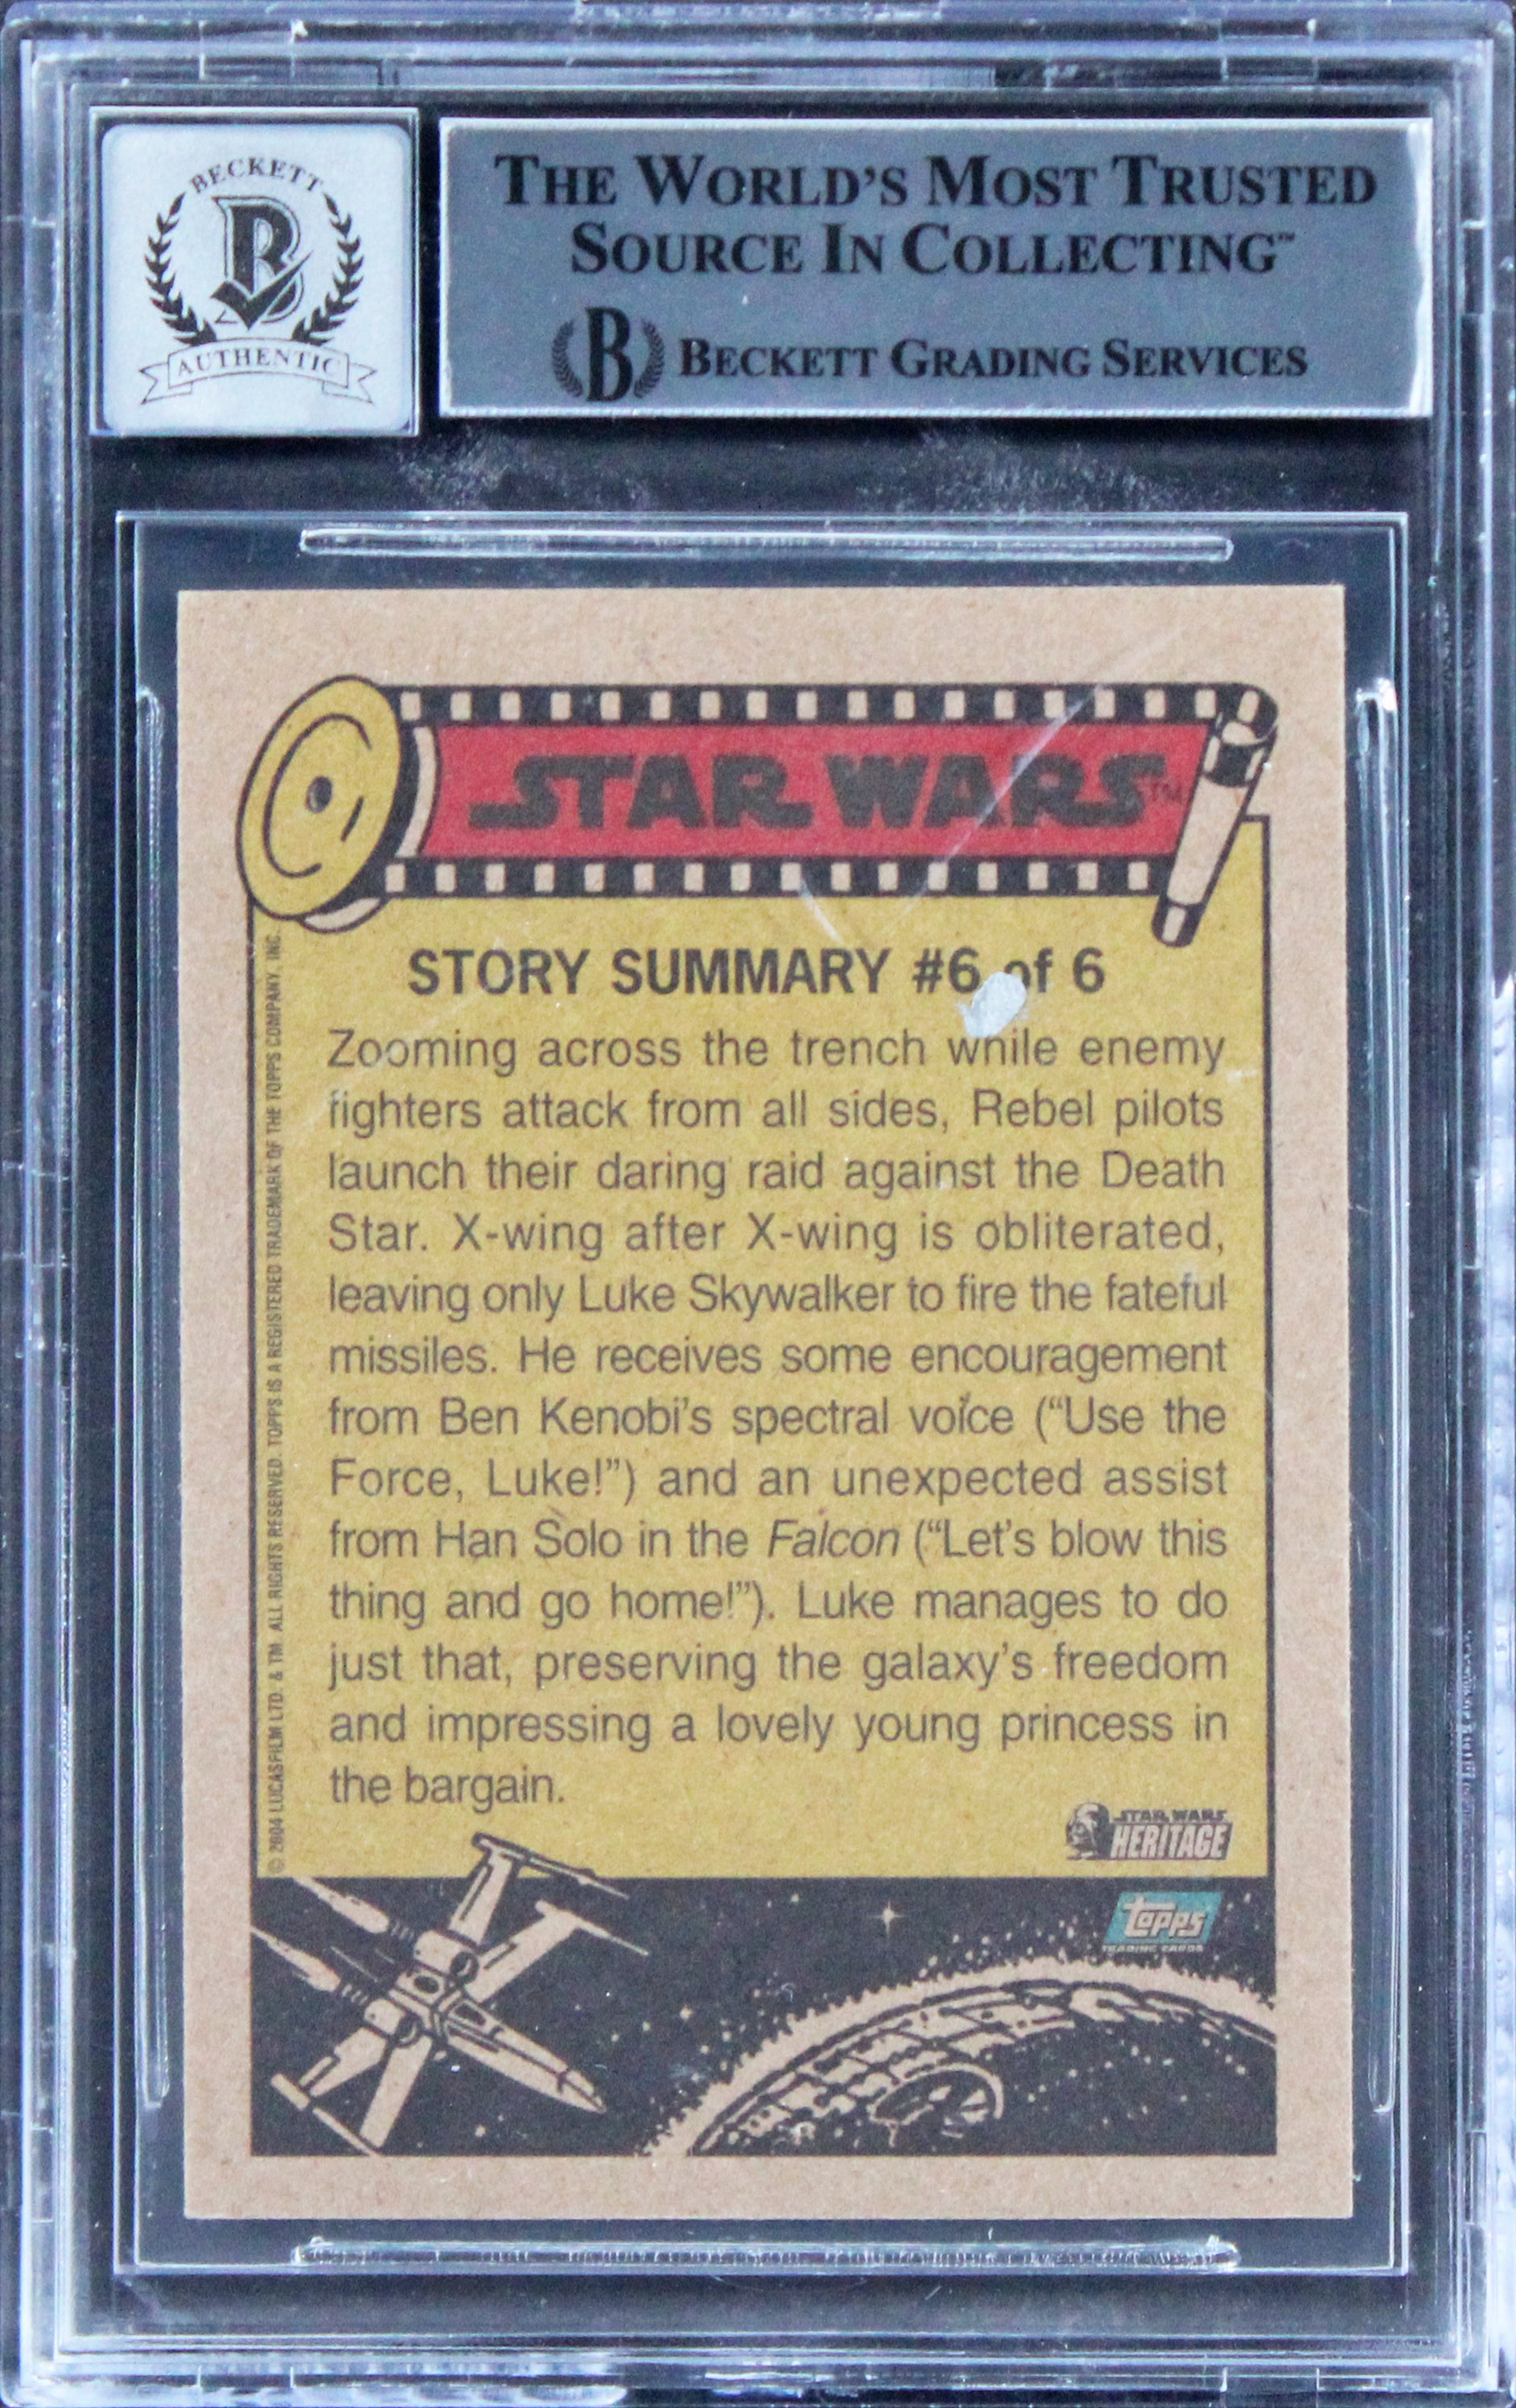 BECKETT
B
AUTHENTIC
THE WORLD'S MOST TRUSTED
SOURCE IN COLLECTING™
B BECKETT GRADING SERVICES
STAR WARS™
STORY SUMMARY #6 of 6
Zooming across the trench while enemy
fighters attack from all sides, Rebel pilots
launch their daring raid against the Death
Star. X-wing after X-wing is obliterated,
leaving only Luke Skywalker to fire the fateful
missiles. He receives some encouragement
from Ben Kenobi's spectral voice (“Use the
Force, Luke!”) and an unexpected assist
from Han Solo in the Falcon (“Let's blow this
thing and go home!”). Luke manages to do
just that, preserving the galaxy's freedom
and impressing a lovely young princess in
the bargain.
© 2004 LUCASFILM LTD. & TM. ALL RIGHTS RESERVED. TOPPS IS A REGISTERED TRADEMARK OF THE TOPPS COMPANY, INC.
STAR WARS
HERITAGE
topps
TRADING CARDS